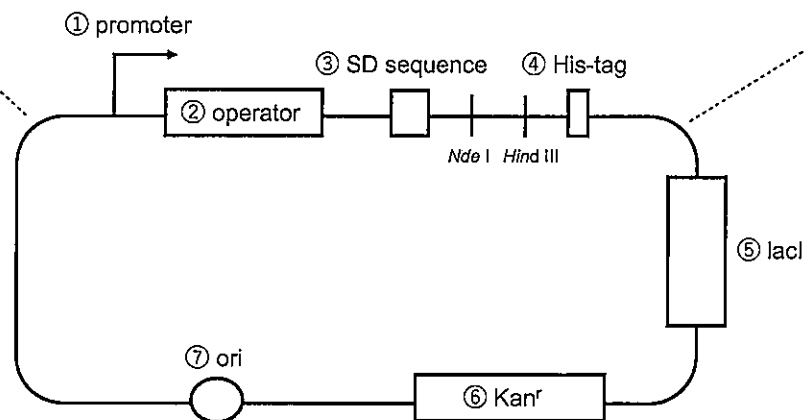 ① promoter
③ SD sequence
④ His-tag
② operator
Nde I
Hind III
⑤ lacI
⑦ ori
⑥ Kanʳ